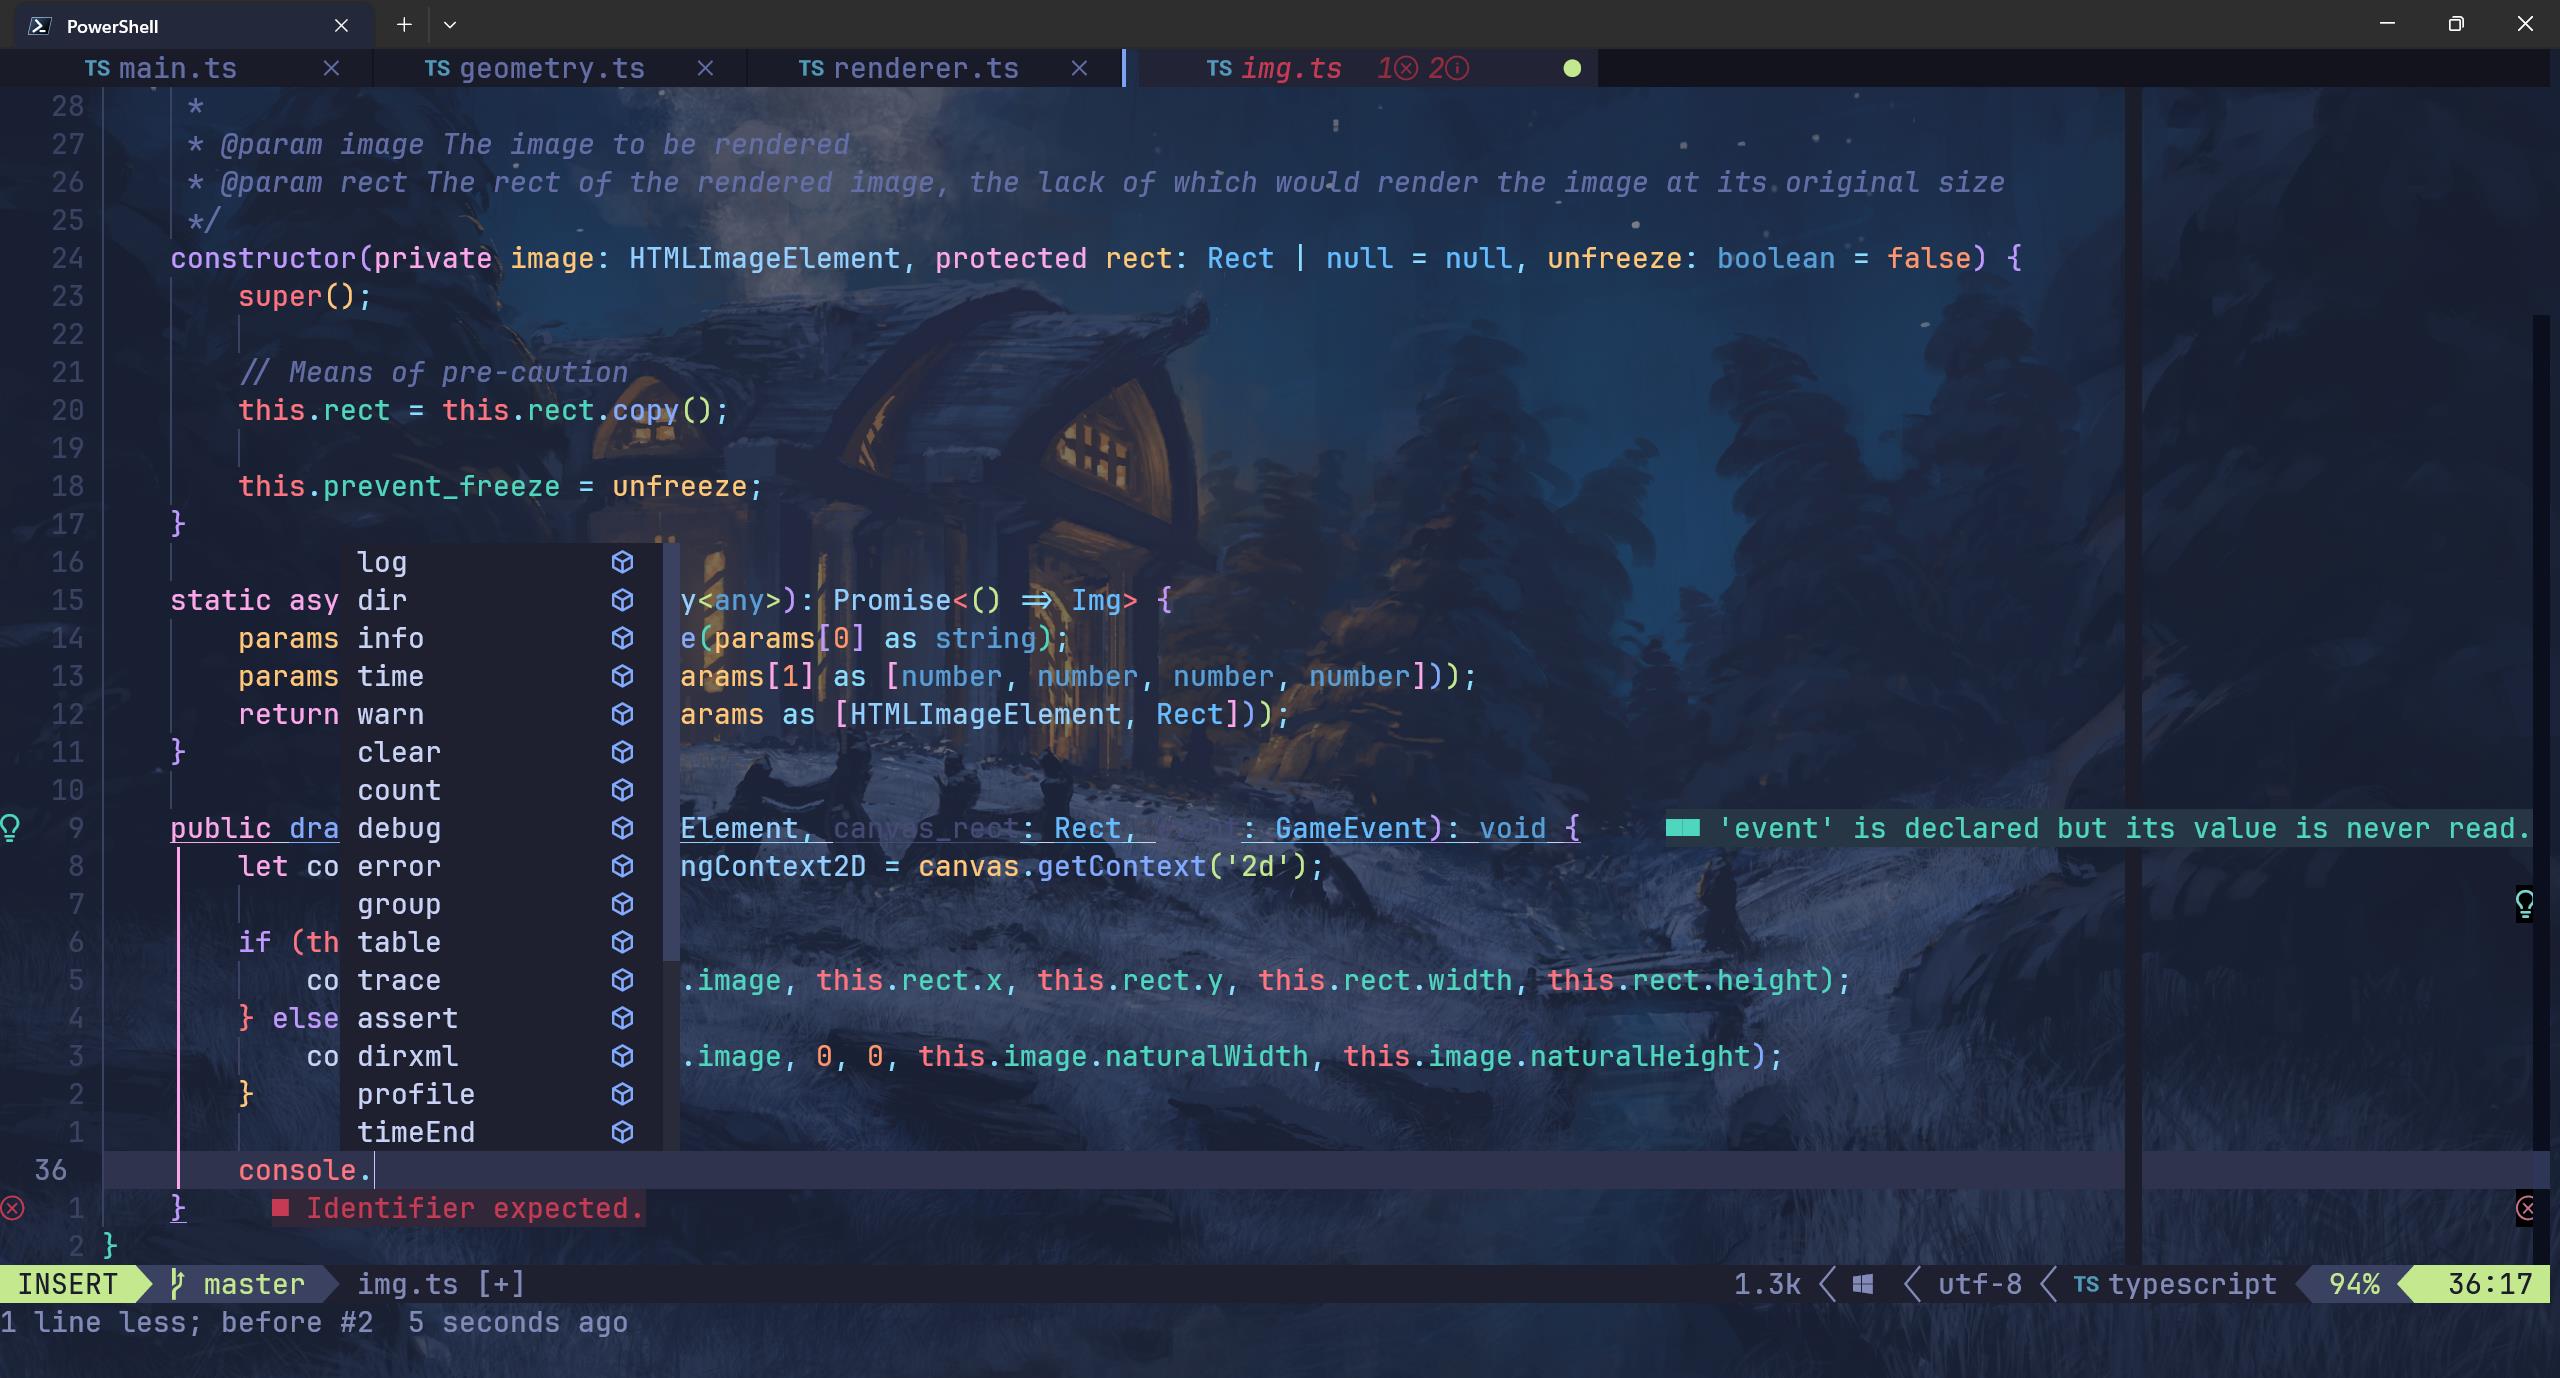 PowerShell
TS main.ts
TS geometry.ts
TS renderer.ts
TS img.ts 1 2
28 *
27 * @param image The image to be rendered
26 * @param rect The rect of the rendered image, the lack of which would render the image at its original size
25 */
24 constructor(private image: HTMLImageElement, protected rect: Rect | null = null, unfreeze: boolean = false) {
23 super();
22
21 // Means of pre-caution
20 this.rect = this.rect.copy();
19
18 this.prevent_freeze = unfreeze;
17 }
16 log
15 static asy dir y<any>): Promise<() => Img> {
14 params info e(params[0] as string);
13 params time arams[1] as [number, number, number, number]));
12 return warn arams as [HTMLImageElement, Rect]));
11 } clear
10 count
9 public dra debug Element, canvas_rect: Rect, : GameEvent): void { 'event' is declared but its value is never read.
8 let co error ngContext2D = canvas.getContext('2d');
7 group
6 if (th table
5 co trace .image, this.rect.x, this.rect.y, this.rect.width, this.rect.height);
4 } else assert
3 co dirxml .image, 0, 0, this.image.naturalWidth, this.image.naturalHeight);
2 } profile
1 timeEnd
36 console.
1 } Identifier expected.
2 }
INSERT master img.ts [+] 1.3k utf-8 TS typescript 94% 36:17
1 line less; before #2 5 seconds ago